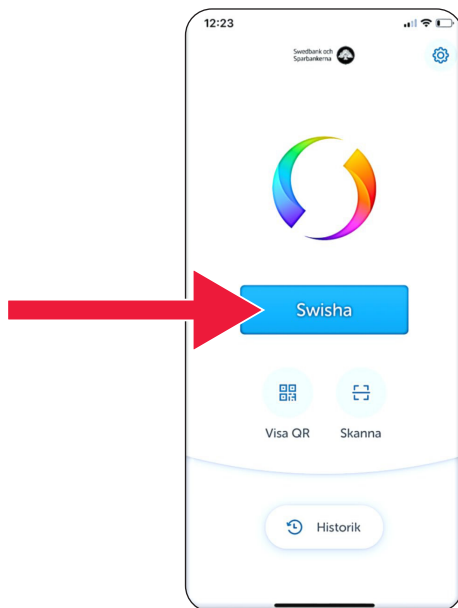 12:23
Swedbank och
Sparbankerna
Swisha
Visa QR
Skanna
Historik